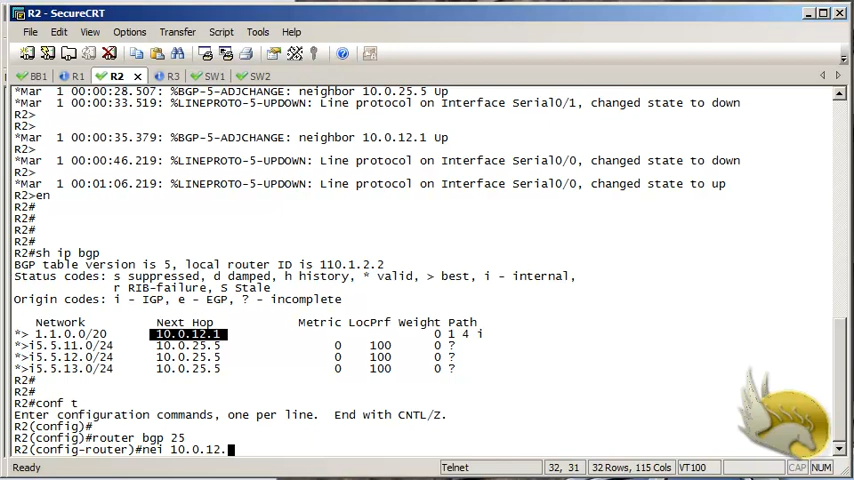 R2 - SecureCRT
File Edit View Options Transfer Script Tools Help
BB1 R1 R2 R3 SW1 SW2
*Mar  1 00:00:28.507: %BGP-5-ADJCHANGE: neighbor 10.0.25.5 Up
*Mar  1 00:00:33.519: %LINEPROTO-5-UPDOWN: Line protocol on Interface Serial0/1, changed state to down
R2>
R2>
*Mar  1 00:00:35.379: %BGP-5-ADJCHANGE: neighbor 10.0.12.1 Up
R2>
*Mar  1 00:00:46.219: %LINEPROTO-5-UPDOWN: Line protocol on Interface Serial0/0, changed state to down
R2>
*Mar  1 00:01:06.219: %LINEPROTO-5-UPDOWN: Line protocol on Interface Serial0/0, changed state to up
R2>en
R2#
R2#
R2#
R2#
R2#sh ip bgp
BGP table version is 5, local router ID is 110.1.2.2
Status codes: s suppressed, d damped, h history, * valid, > best, i - internal,
r RIB-failure, S Stale
Origin codes: i - IGP, e - EGP, ? - incomplete
Network Next Hop Metric LocPrf Weight Path
*> 1.1.0.0/20 10.0.12.1 0 1 4 i
*>i5.5.11.0/24 10.0.25.5 0 100 0 ?
*>i5.5.12.0/24 10.0.25.5 0 100 0 ?
*>i5.5.13.0/24 10.0.25.5 0 100 0 ?
R2#
R2#
R2#conf t
Enter configuration commands, one per line.  End with CNTL/Z.
R2(config)#
R2(config)#router bgp 25
R2(config-router)#nei 10.0.12.
Ready Telnet 32, 31 32 Rows, 115 Cols VT100 CAP NUM